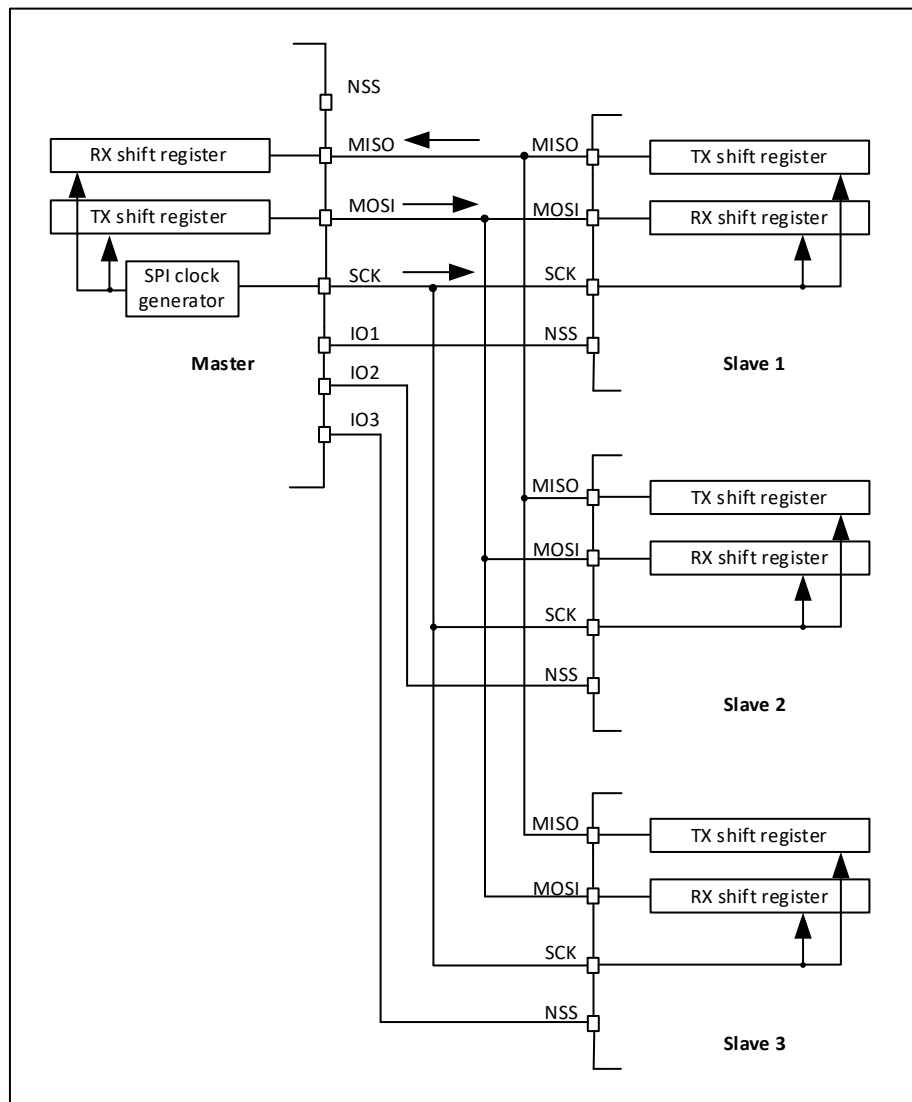 NSS
RX shift register
MISO
MISO
TX shift register
TX shift register
MOSI
MOSI
RX shift register
SPI clock
generator
SCK
SCK
IO1
NSS
Master
Slave 1
IO2
IO3
MISO
TX shift register
MOSI
RX shift register
SCK
NSS
Slave 2
MISO
TX shift register
MOSI
RX shift register
SCK
NSS
Slave 3